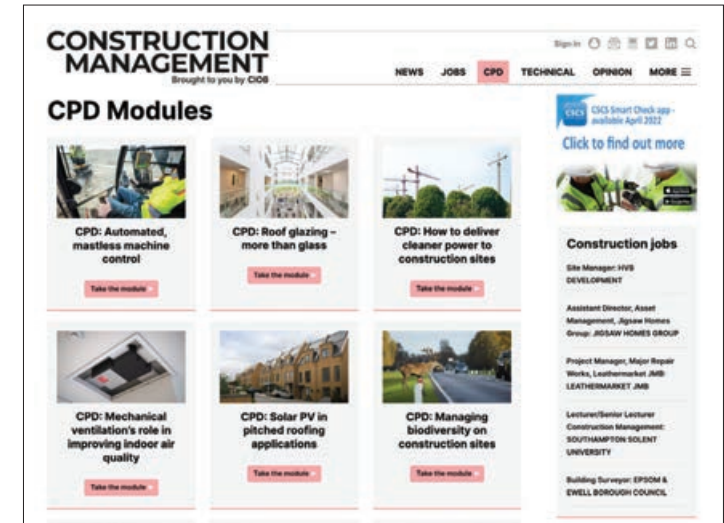 CONSTRUCTION
MANAGEMENT
Brought to you by CIOB
Sign in
NEWS JOBS CPD TECHNICAL OPINION MORE
CPD Modules
CPD: Automated,
mastless machine
control
Take the module
CPD: Roof glazing –
more than glass
Take the module
CPD: How to deliver
cleaner power to
construction sites
Take the module
CPD: Mechanical
ventilation's role in
improving indoor air
quality
Take the module
CPD: Solar PV in
pitched roofing
applications
Take the module
CPD: Managing
biodiversity on
construction sites
Take the module
CSCS
CSCS Smart Check app -
available April 2022
Click to find out more
Construction jobs
Site Manager: HVB
DEVELOPMENT
Assistant Director, Asset
Management, Jigsaw Homes
Group: JIGSAW HOMES GROUP
Project Manager, Major Repair
Works, Leathermarket JMB:
LEATHERMARKET JMB
Lecturer/Senior Lecturer
Construction Management:
SOUTHAMPTON SOLENT
UNIVERSITY
Building Surveyor: EPSOM &
EWELL BOROUGH COUNCIL